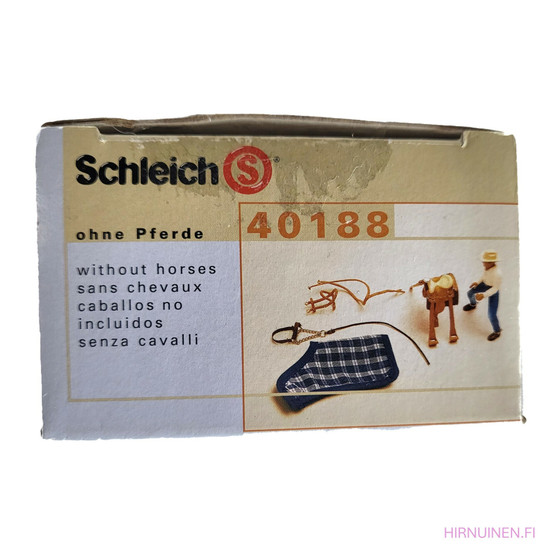 Schleich S®
ohne Pferde
40188
without horses
sans chevaux
caballos no
incluidos
senza cavalli
HIRNUINEN.FI